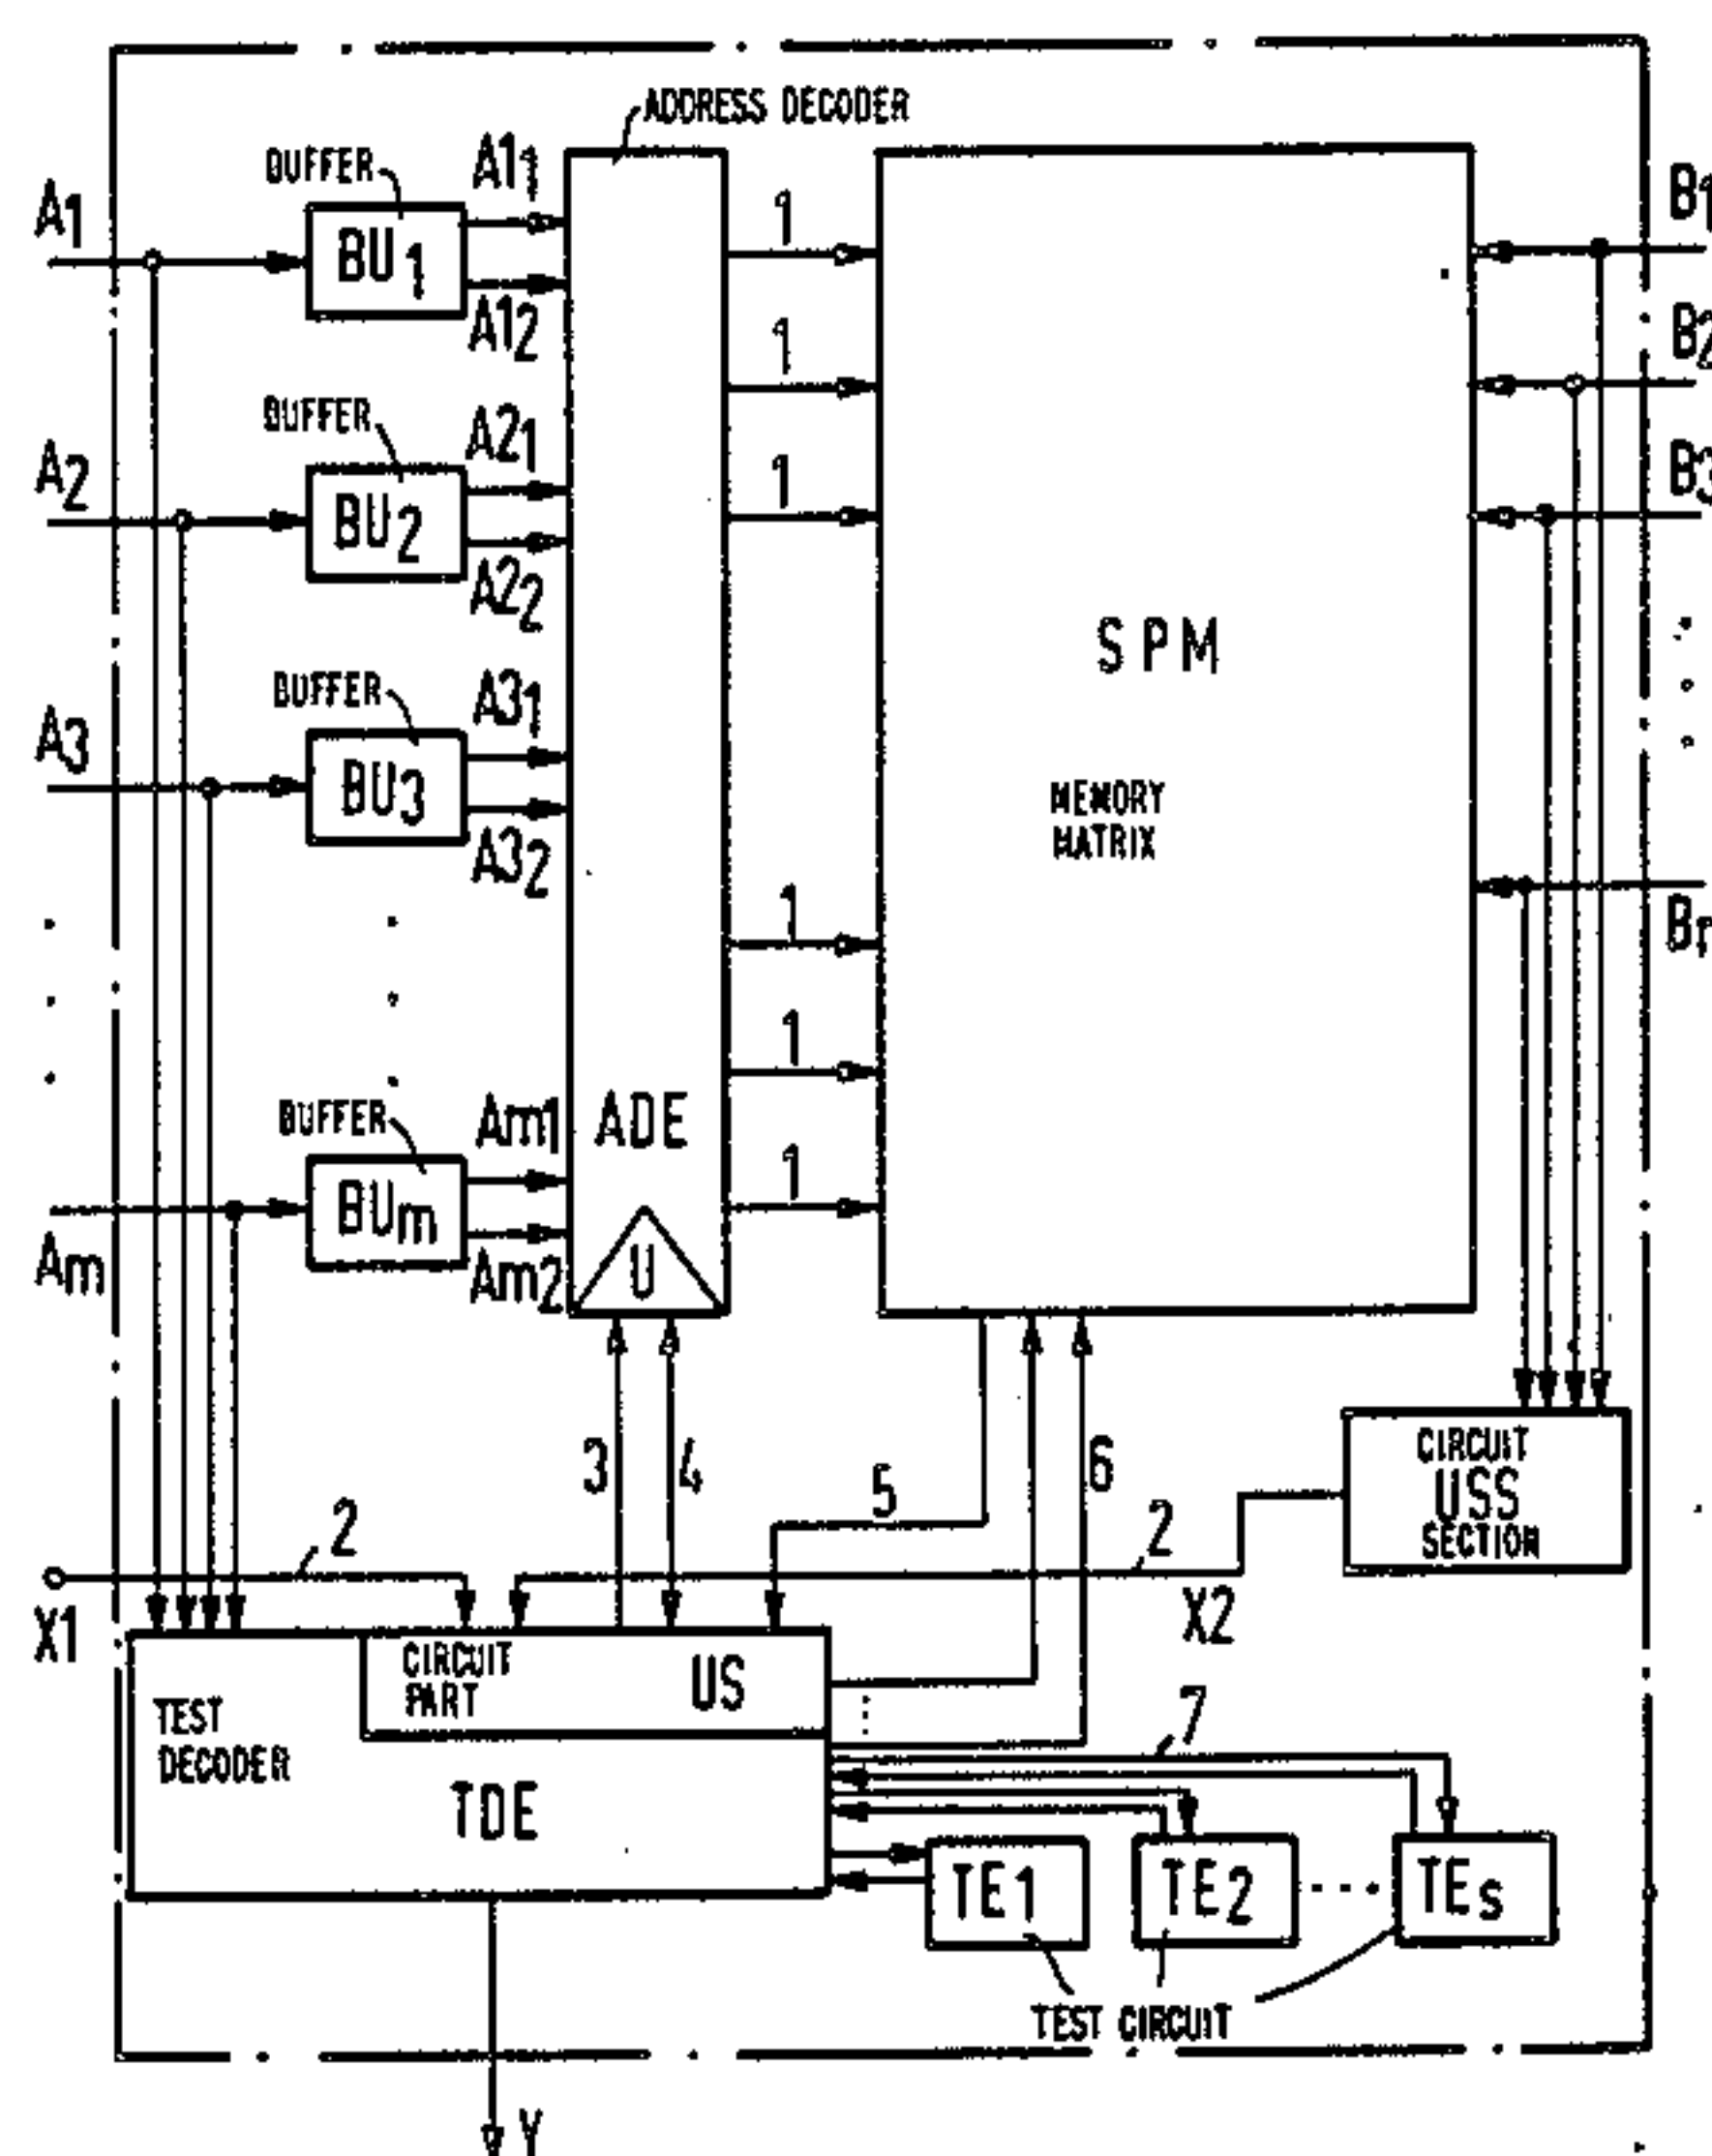 ADDRESS DECODER
BUFFER
A1₁
A₁
BU₁
B₁
1
A1₂
1
B₂
BUFFER
A2₁
A₂
BU₂
1
B₃
A2₂
SPM
BUFFER
A3₁
A₃
BU₃
MEMORY
MATRIX
A3₂
1
1
BUFFER
Am1
ADE
1
BUm
Am
Am2
U
3
4
5
6
CIRCUIT
USS
SECTION
2
2
X1
X2
CIRCUIT
PART
US
TEST
DECODER
7
TDE
TE1
TE2
TEs
TEST CIRCUIT
Y